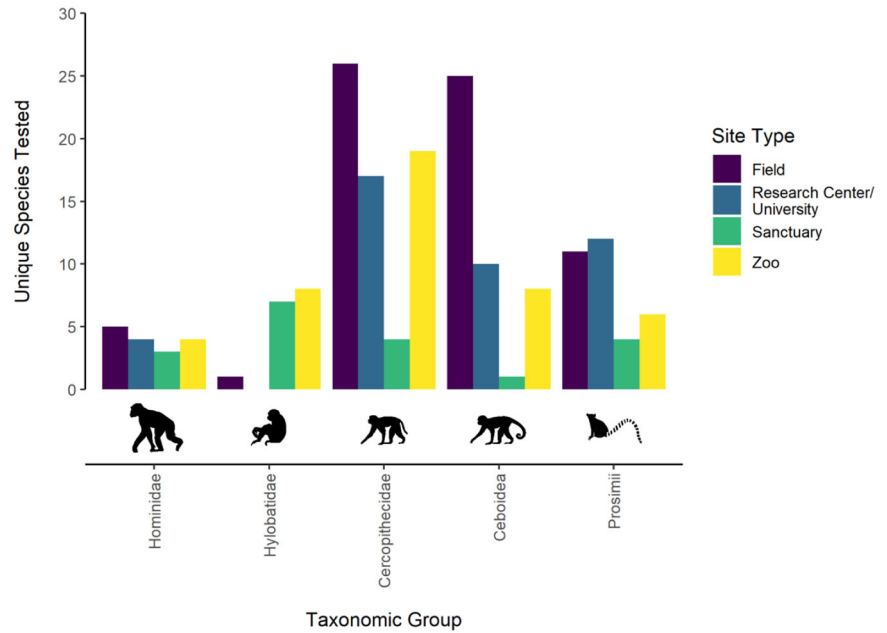 30
25
20
15
10
5
0
Unique Species Tested
Site Type
Field
Research Center/
University
Sanctuary
Zoo
Hominidae
Hylobatidae
Cercopithecidae
Ceboidea
Prosimii
Taxonomic Group